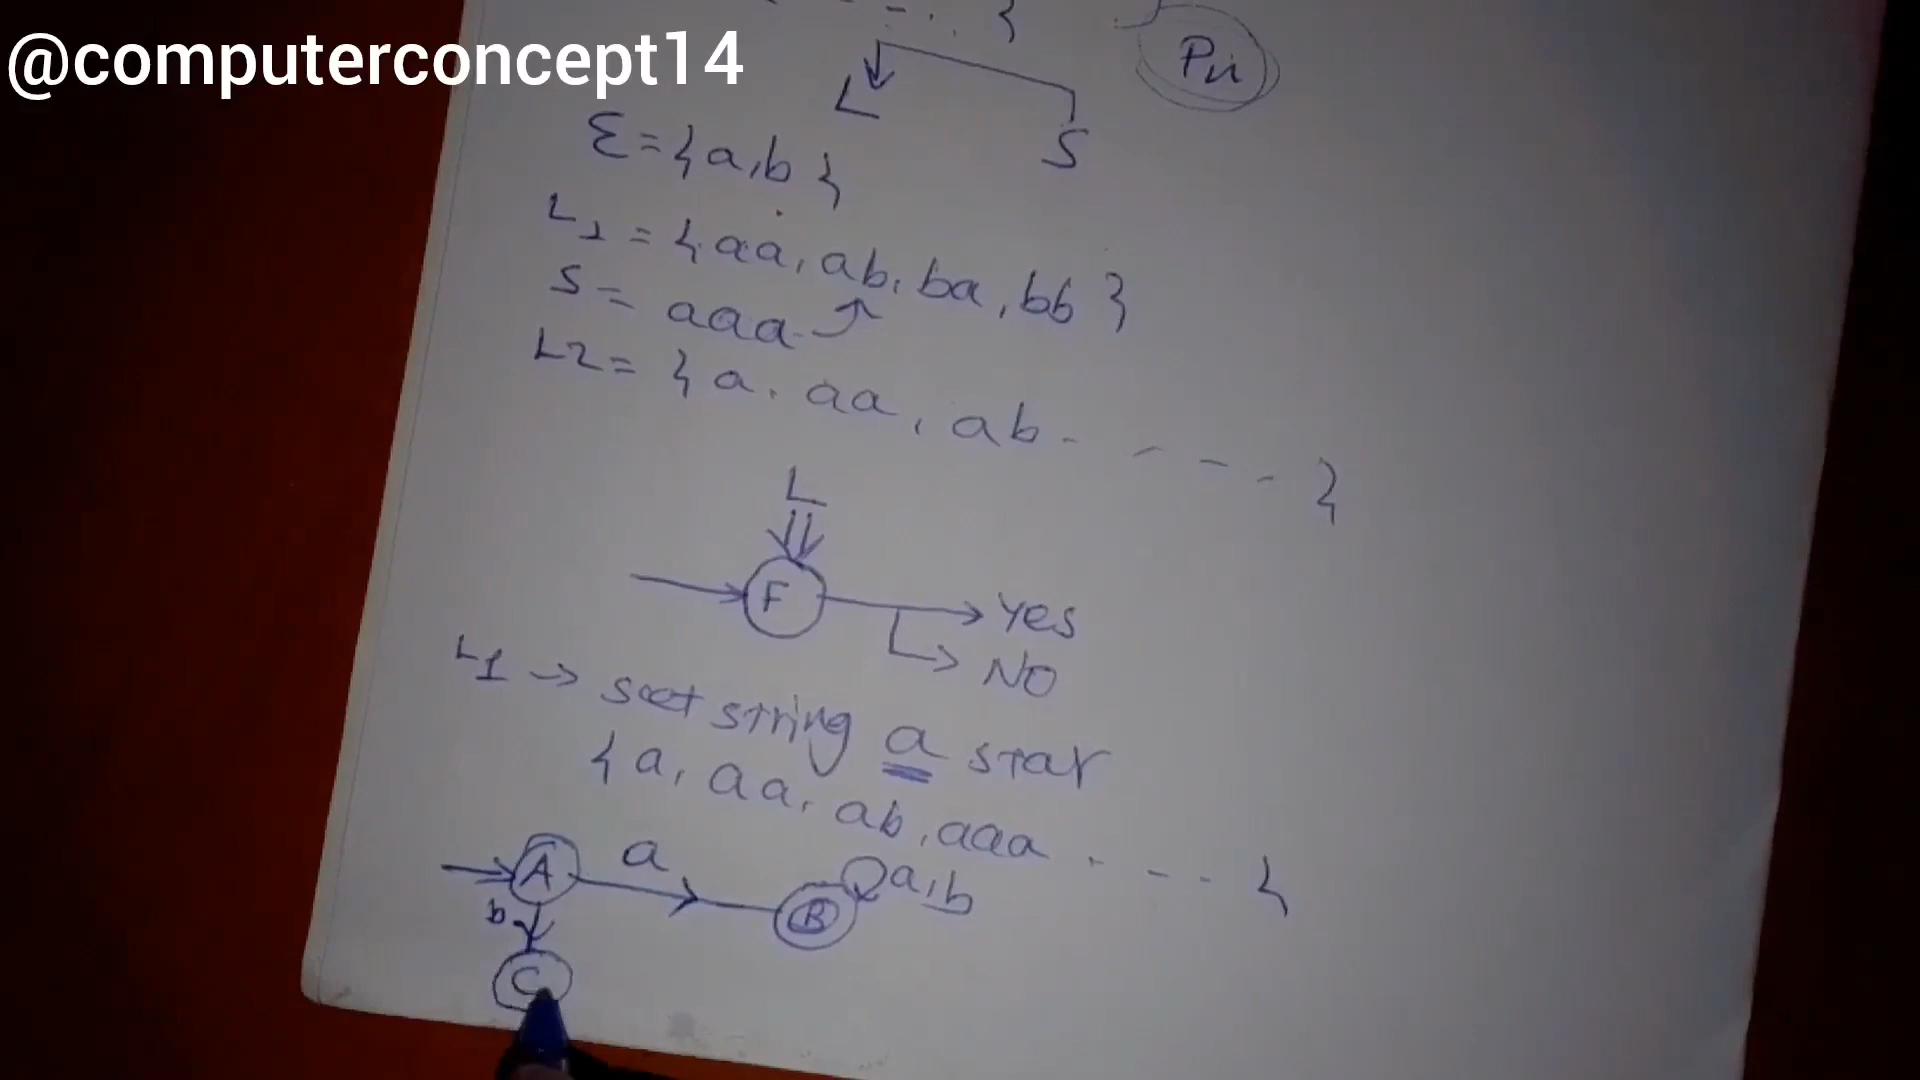 @computerconcept14
- - . }
Pu
L
S
Ɛ = { a, b }
L1 = { aa, ab, ba, bb }
S = aaa
L2 = { a, aa, ab - - - - }
L
F
Yes
NO
L1 → set string a star
{ a, aa, ab, aaa - - - }
A
a
B
a,b
b
C